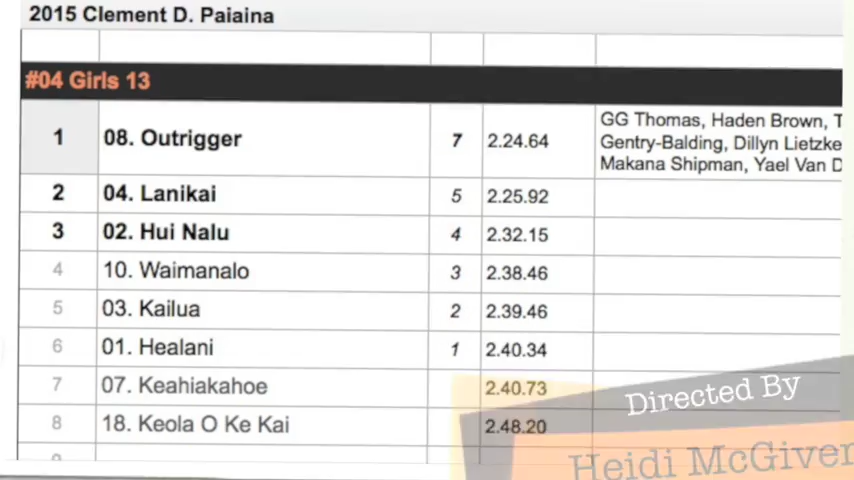 2015 Clement D. Paiaina
#04 Girls 13
1 08. Outrigger 7 2.24.64 GG Thomas, Haden Brown,
Gentry-Balding, Dillyn
Makana Shipman, Yael Van
2 04. Lanikai 5 2.25.92
3 02. Hui Nalu 4 2.32.15
4 10. Waimanalo 3 2.38.46
5 03. Kailua 2 2.39.46
6 01. Healani 1 2.40.34
7 07. Keahiakahoe 2.40.73
8 18. Keola O Ke Kai 2.48.20
Directed By
Heidi